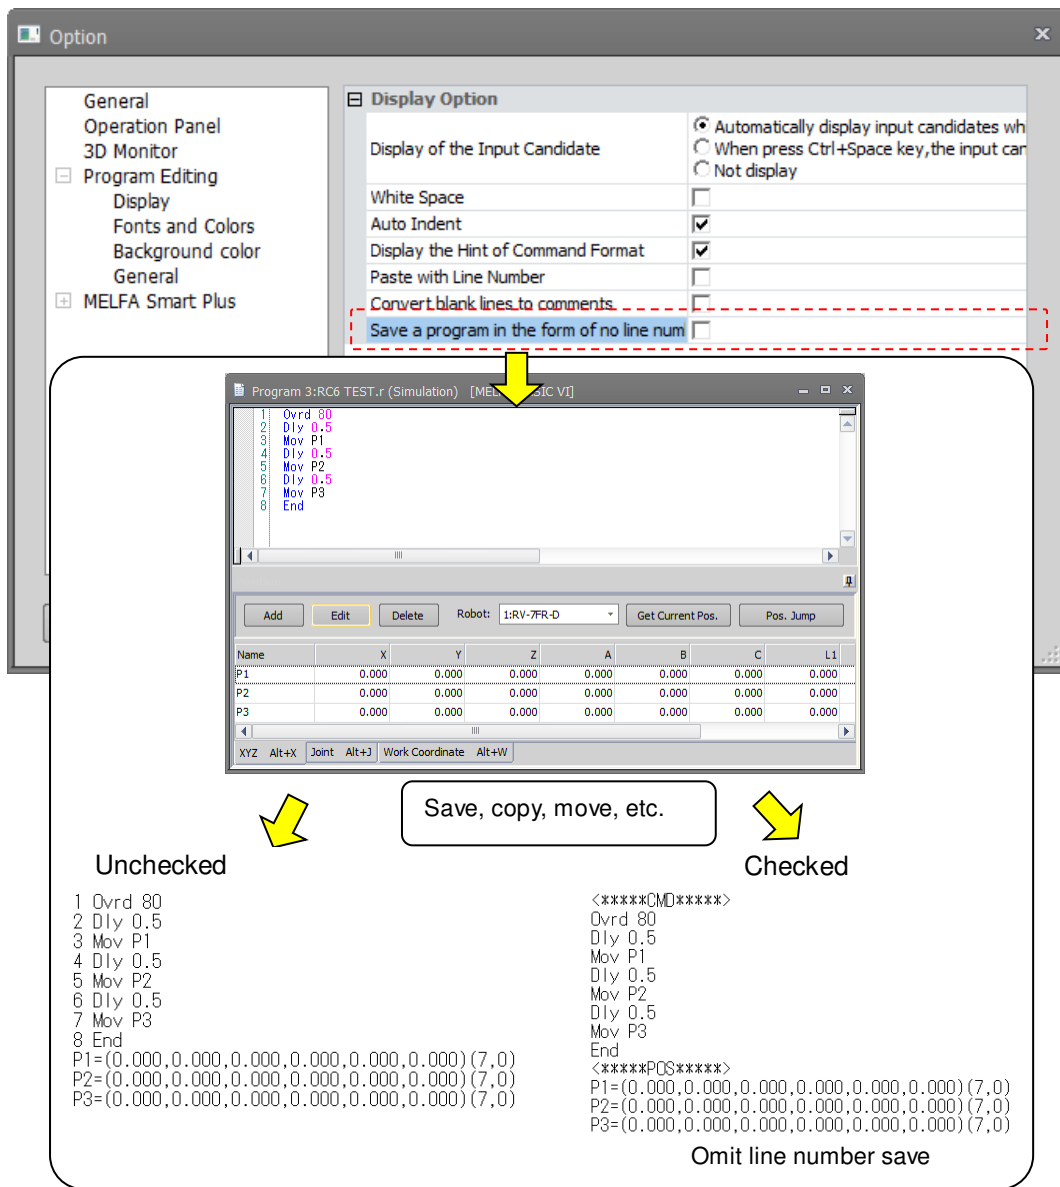 Option
General
Operation Panel
3D Monitor
Program Editing
Display
Fonts and Colors
Background color
General
MELFA Smart Plus
Display Option
Display of the Input Candidate
Automatically display input candidates wh
When press Ctrl+Space key,the input can
Not display
White Space
Auto Indent
Display the Hint of Command Format
Paste with Line Number
Convert blank lines to comments
Save a program in the form of no line num
Program 3:RC6 TEST.r (Simulation) [MEL SIC VI]
1 Ovrd 80
2 Dly 0.5
3 Mov P1
4 Dly 0.5
5 Mov P2
6 Dly 0.5
7 Mov P3
8 End
Add Edit Delete Robot: 1:RV-7FR-D Get Current Pos. Pos. Jump
Name X Y Z A B C L1
P1 0.000 0.000 0.000 0.000 0.000 0.000 0.000
P2 0.000 0.000 0.000 0.000 0.000 0.000 0.000
P3 0.000 0.000 0.000 0.000 0.000 0.000 0.000
XYZ Alt+X Joint Alt+J Work Coordinate Alt+W
Save, copy, move, etc.
Unchecked
1 Ovrd 80
2 Dly 0.5
3 Mov P1
4 Dly 0.5
5 Mov P2
6 Dly 0.5
7 Mov P3
8 End
P1=(0.000,0.000,0.000,0.000,0.000,0.000)(7,0)
P2=(0.000,0.000,0.000,0.000,0.000,0.000)(7,0)
P3=(0.000,0.000,0.000,0.000,0.000,0.000)(7,0)
Checked
<*****CMD*****>
Ovrd 80
Dly 0.5
Mov P1
Dly 0.5
Mov P2
Dly 0.5
Mov P3
End
<*****POS*****>
P1=(0.000,0.000,0.000,0.000,0.000,0.000)(7,0)
P2=(0.000,0.000,0.000,0.000,0.000,0.000)(7,0)
P3=(0.000,0.000,0.000,0.000,0.000,0.000)(7,0)
Omit line number save